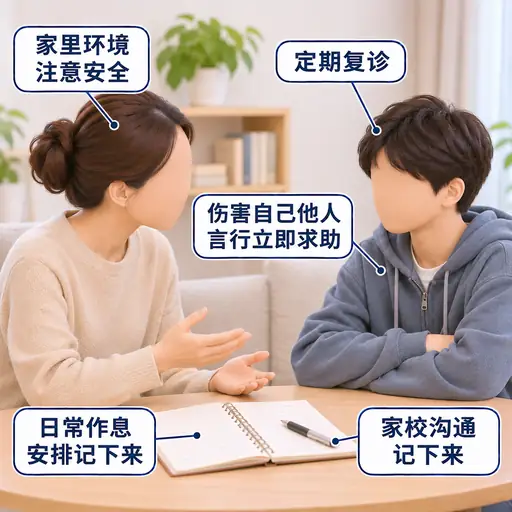 家里环境
注意安全
定期复诊
伤害自己他人
言行立即求助
日常作息
安排记下来
家校沟通
记下来